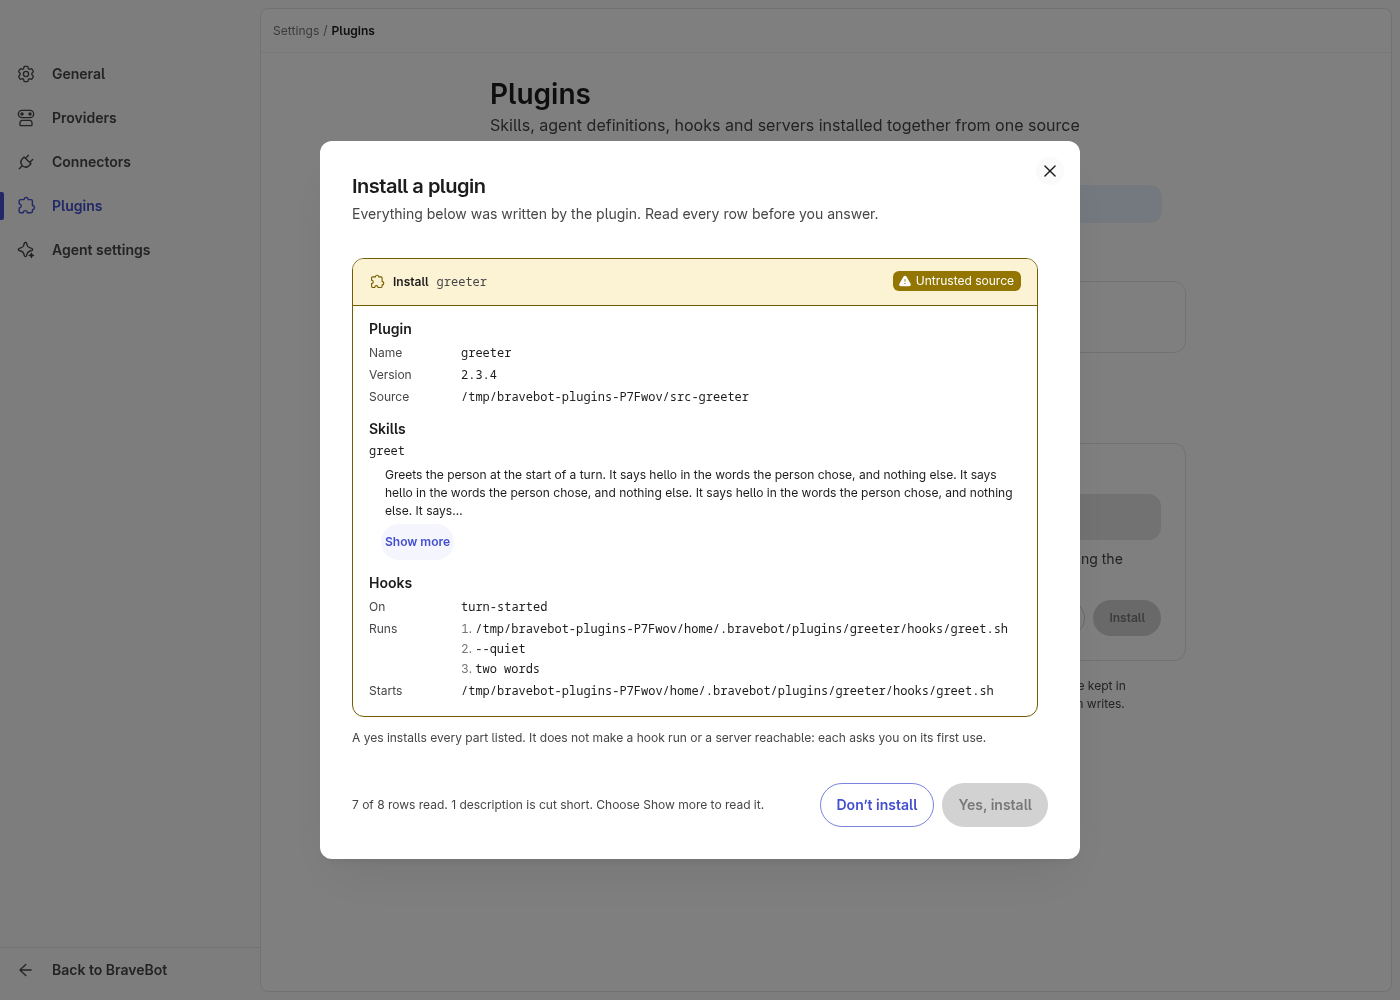 Settings / Plugins
General
Providers
Connectors
Plugins
Agent settings
Back to BraveBot
Plugins
Skills, agent definitions, hooks and servers installed together from one source
Install a plugin
Everything below was written by the plugin. Read every row before you answer.
Install greeter
Untrusted source
Plugin
Name greeter
Version 2.3.4
Source /tmp/bravebot-plugins-P7Fwov/src-greeter
Skills
greet
Greets the person at the start of a turn. It says hello in the words the person chose, and nothing else. It says
hello in the words the person chose, and nothing else. It says hello in the words the person chose, and nothing
else. It says…
Show more
Hooks
On turn-started
Runs 1. /tmp/bravebot-plugins-P7Fwov/home/.bravebot/plugins/greeter/hooks/greet.sh
2. --quiet
3. two words
Starts /tmp/bravebot-plugins-P7Fwov/home/.bravebot/plugins/greeter/hooks/greet.sh
A yes installs every part listed. It does not make a hook run or a server reachable: each asks you on its first use.
7 of 8 rows read. 1 description is cut short. Choose Show more to read it.
Don't install
Yes, install
ng the
Install
kept in
writes.